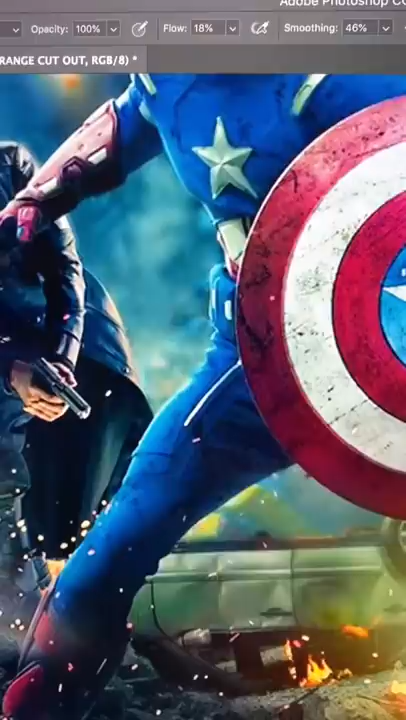 Adobe Photoshop C
Opacity: 100% Flow: 18% Smoothing: 46%
RANGE CUT OUT, RGB/8) *